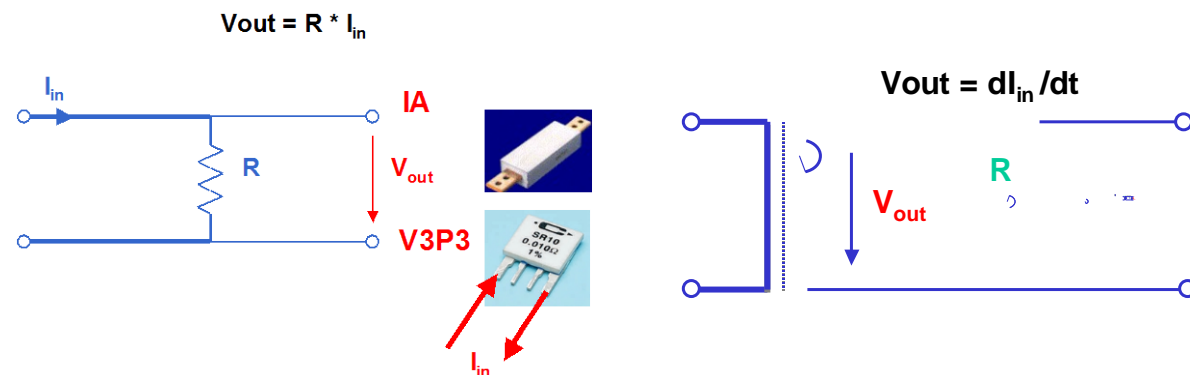 Vout = R * Iin
Iin
IA
R
Vout
V3P3
SR10
0.010Ω
1%
Iin
Vout = dIin /dt
R
Vout